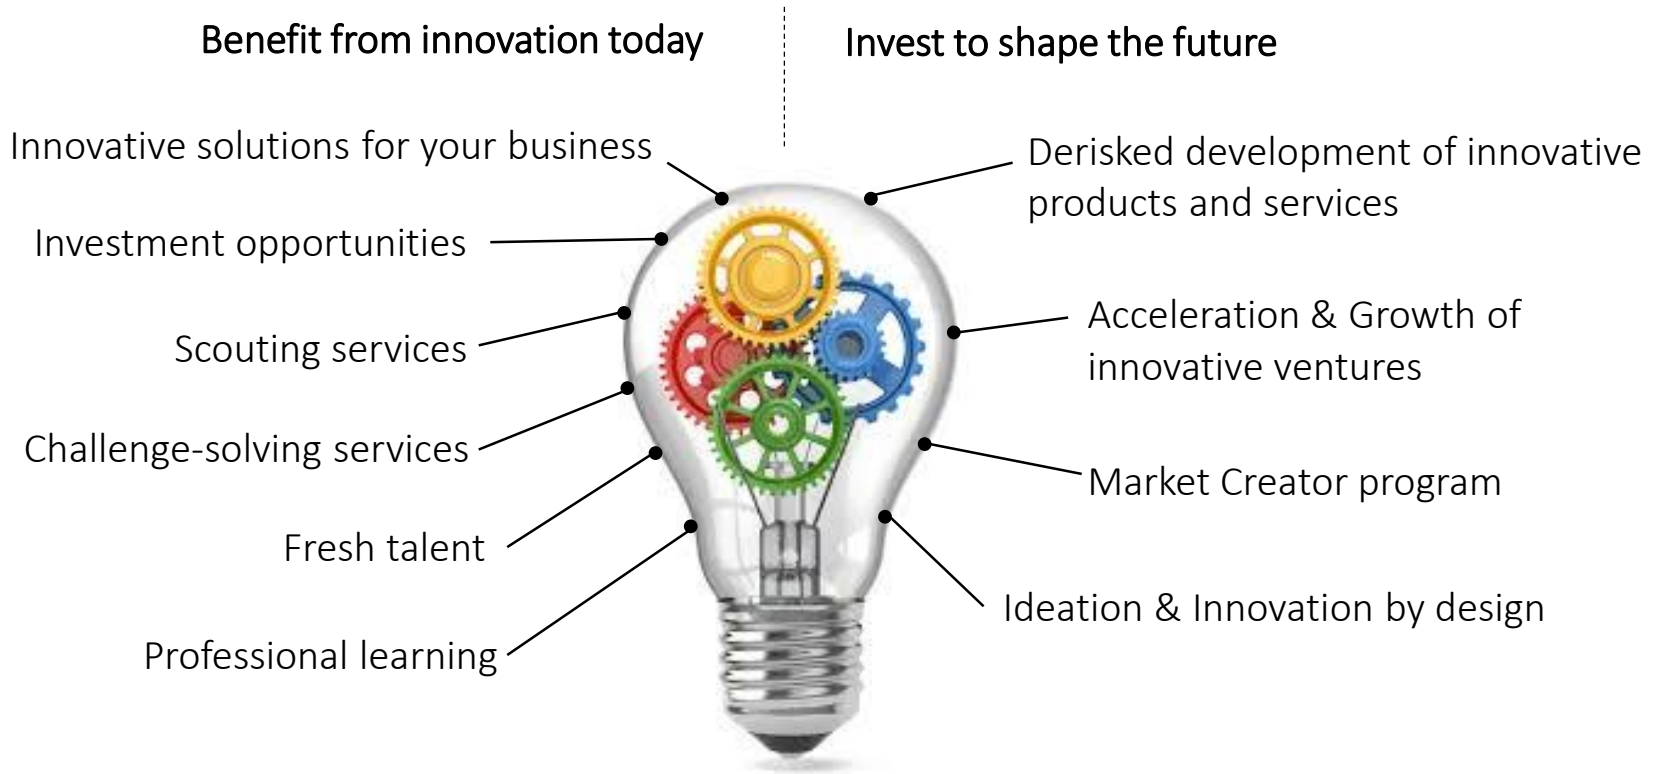 Benefit from innovation today
Innovative solutions for your business
Investment opportunities
Scouting services
Challenge-solving services
Fresh talent
Professional learning
Invest to shape the future
Derisked development of innovative
products and services
Acceleration & Growth of
innovative ventures
Market Creator program
Ideation & Innovation by design